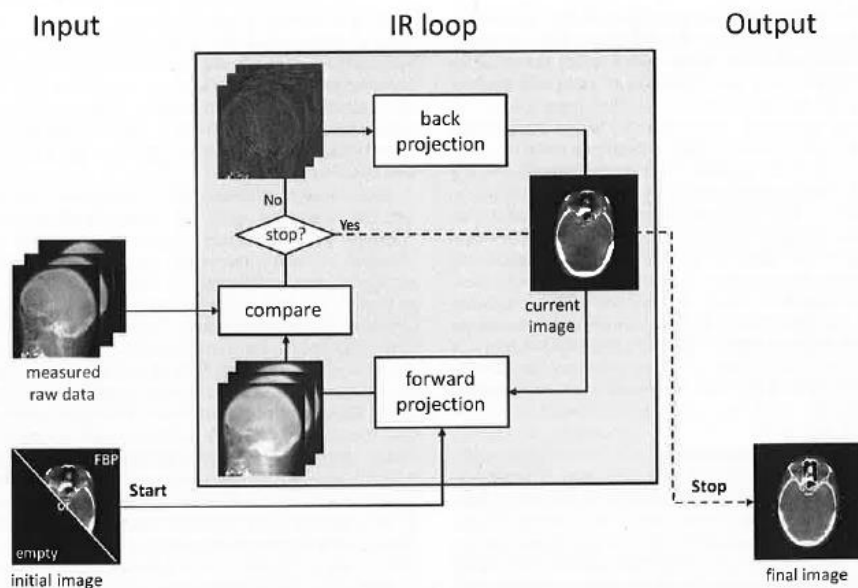 Input
IR loop
Output
back
projection
No
stop?
Yes
compare
current
image
measured
raw data
forward
projection
FBP
or
empty
Start
Stop
initial image
final image